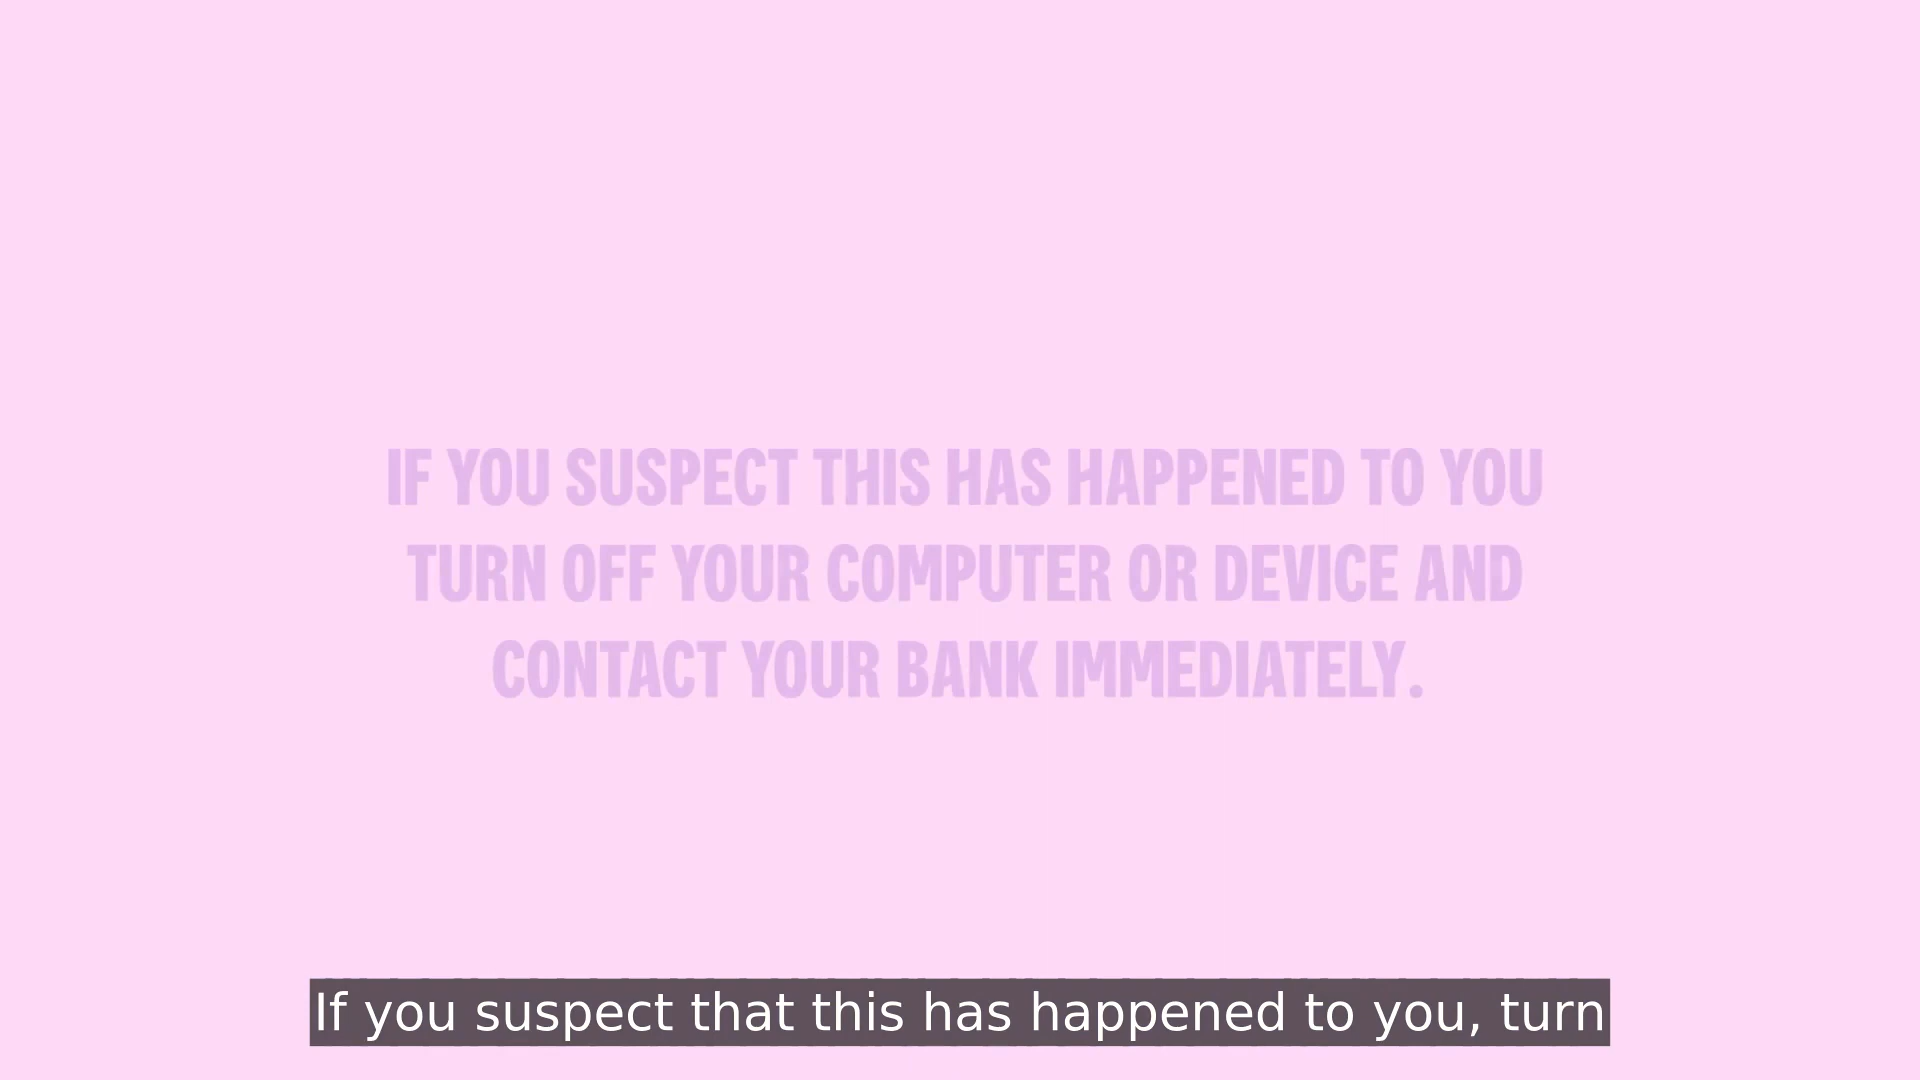 IF YOU SUSPECT THIS HAS HAPPENED TO YOU
TURN OFF YOUR COMPUTER OR DEVICE AND
CONTACT YOUR BANK IMMEDIATELY.
If you suspect that this has happened to you, turn